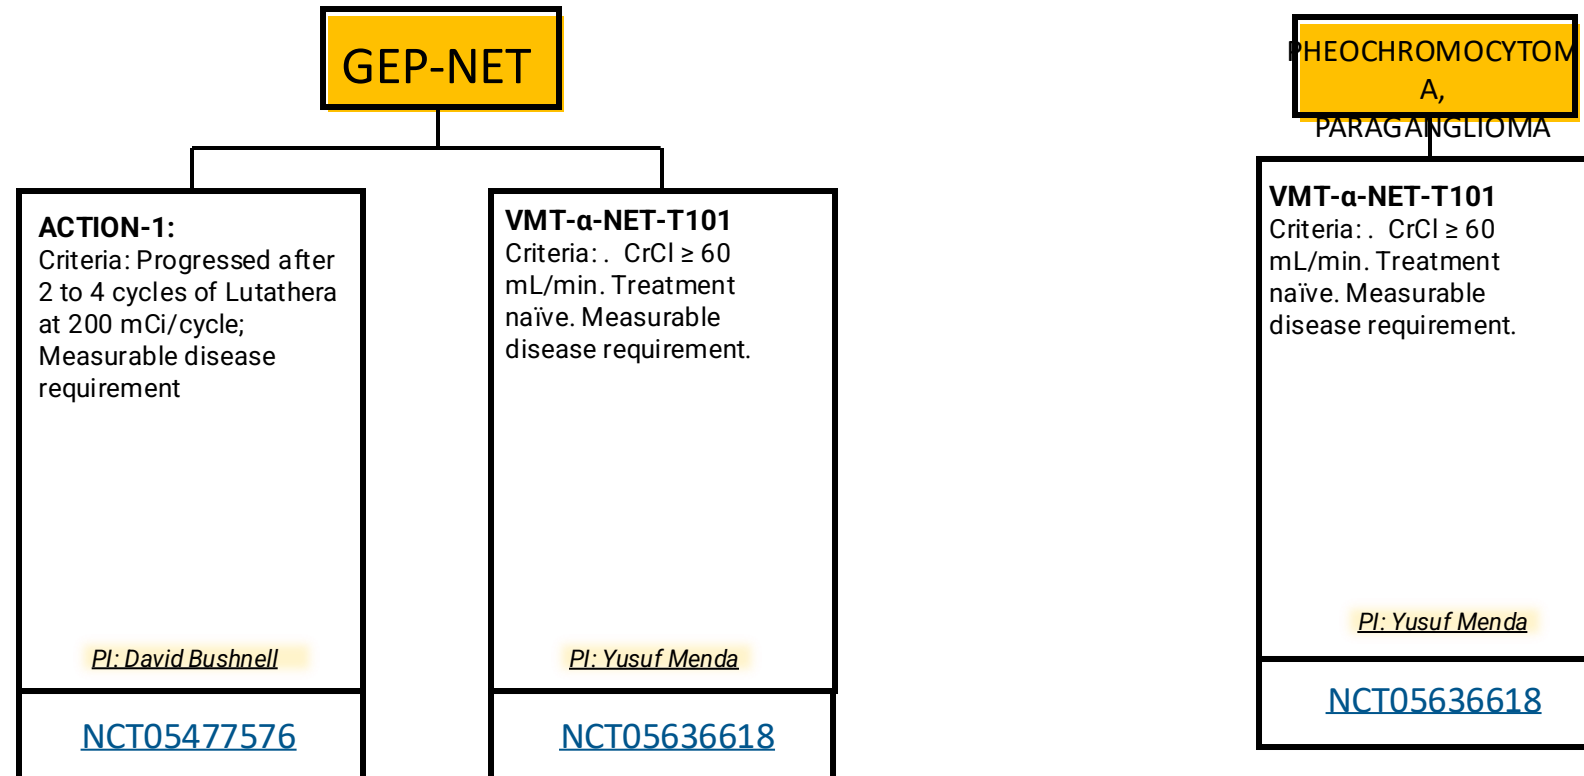 GEP-NET
ACTION-1:
Criteria: Progressed after
2 to 4 cycles of Lutathera
at 200 mCi/cycle;
Measurable disease
requirement
PI: David Bushnell
NCT05477576
VMT-α-NET-T101
Criteria: . CrCl ≥ 60
mL/min. Treatment
naïve. Measurable
disease requirement.
PI: Yusuf Menda
NCT05636618
PHEOCHROMOCYTOM
A,
PARAGANGLIOMA
VMT-α-NET-T101
Criteria: . CrCl ≥ 60
mL/min. Treatment
naïve. Measurable
disease requirement.
PI: Yusuf Menda
NCT05636618